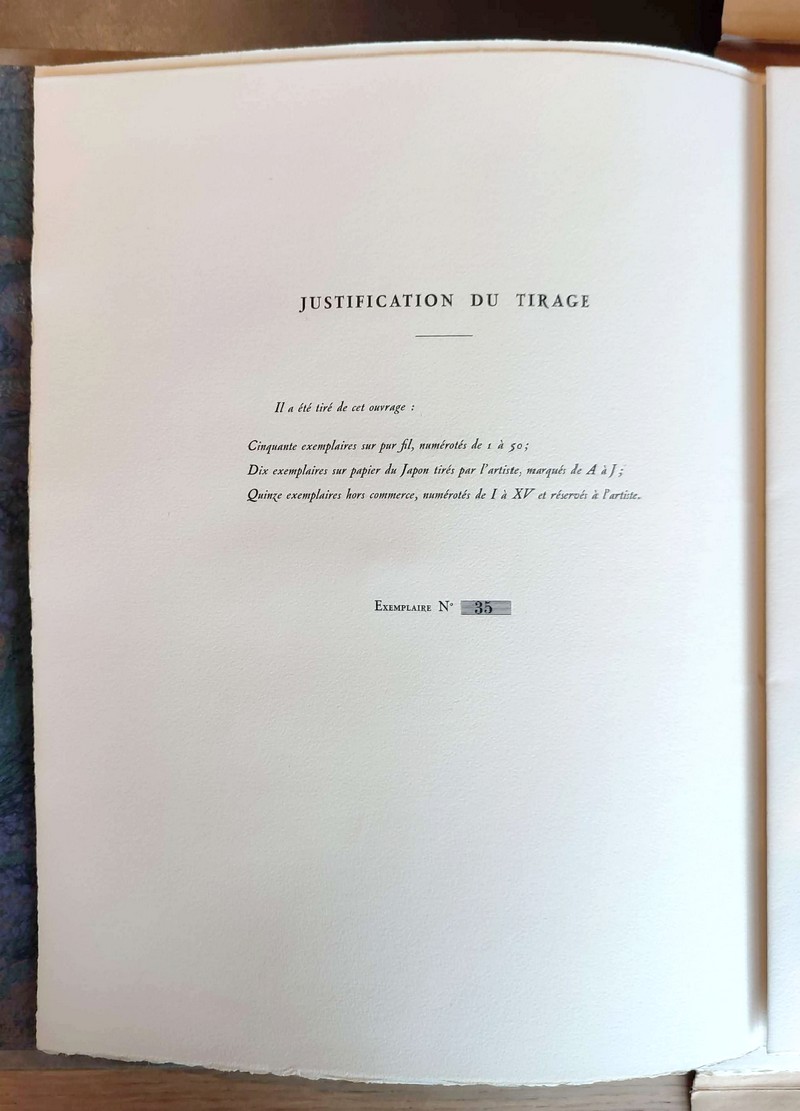 JUSTIFICATION DU TIRAGE
Il a été tiré de cet ouvrage :
Cinquante exemplaires sur pur fil, numérotés de 1 à 50 ;
Dix exemplaires sur papier du Japon tirés par l'artiste, marqués de A à J ;
Quinze exemplaires hors commerce, numérotés de I à XV et réservés à l'artiste.
Exemplaire N° 35